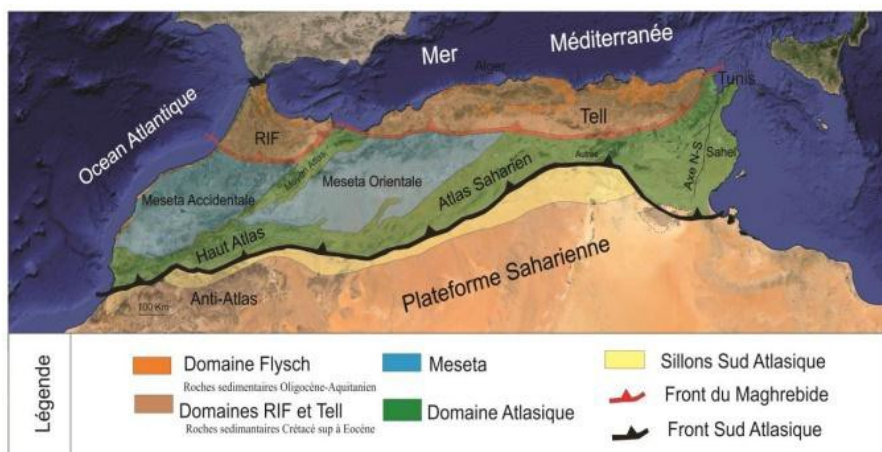 Mer Méditerranée
Alger
Tunis
Ocean Atlantique
RIF
Tell
Moyen Atlas
Sahel
Axe N-S
Meseta Accidentale
Meseta Orientale
Atlas Saharien
Aurès
Haut Atlas
Anti-Atlas
100 Km
Plateforme Saharienne
Légende
Domaine Flysch
Roches sedimentaires Oligocène-Aquitanien
Domaines RIF et Tell
Roches sedimantaires Crétacé sup à Eocène
Meseta
Domaine Atlasique
Sillons Sud Atlasique
Front du Maghrebide
Front Sud Atlasique